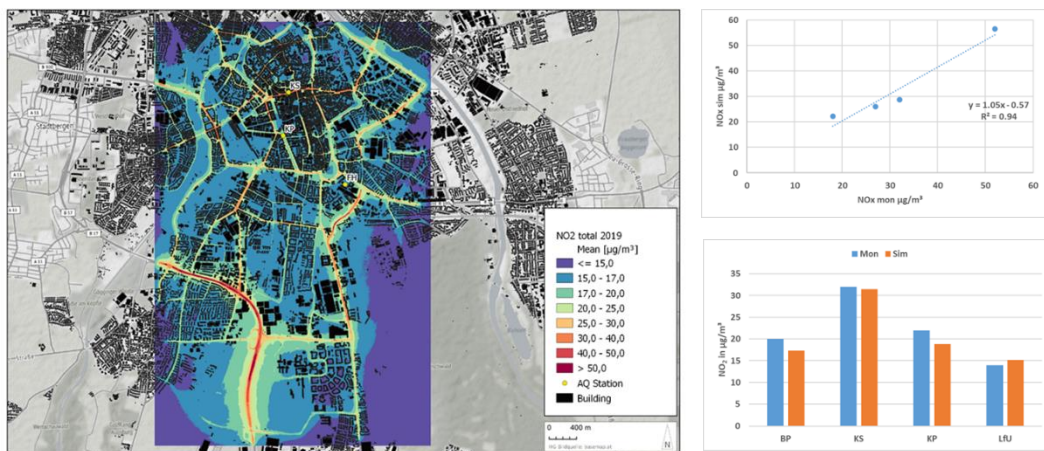 KS
KP
FH
Stadtbergen
B 17
B 17
NO2 total 2019
Mean [µg/m³]
<= 15,0
15,0 - 17,0
17,0 - 20,0
20,0 - 25,0
25,0 - 30,0
30,0 - 40,0
40,0 - 50,0
> 50,0
AQ Station
Building
0 400 m
N
60
50
40
30
20
10
0
NOx sim µg/m³
y = 1.05x - 0.57
R² = 0.94
0 10 20 30 40 50 60
NOx mon µg/m³
Mon Sim
35
30
25
20
15
10
5
0
NO₂ in µg/m³
BP KS KP LfU